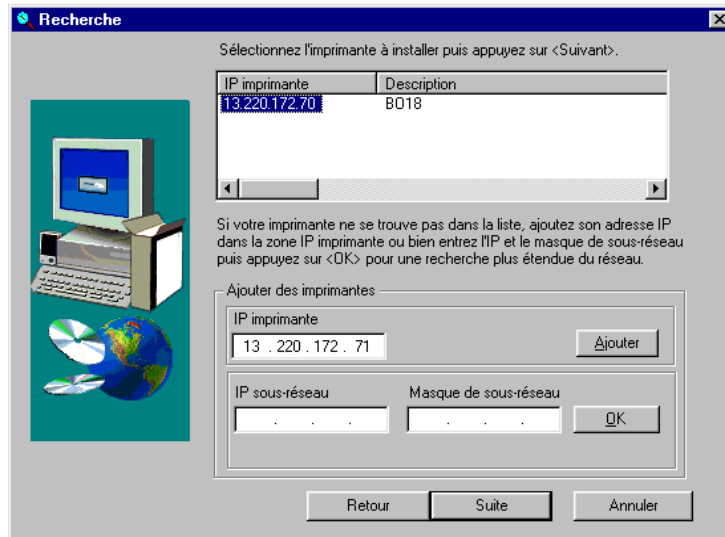 Recherche
Sélectionnez l'imprimante à installer puis appuyez sur <Suivant>.
IP imprimante Description
13.220.172.70 BO18
Si votre imprimante ne se trouve pas dans la liste, ajoutez son adresse IP
dans la zone IP imprimante ou bien entrez l'IP et le masque de sous-réseau
puis appuyez sur <OK> pour une recherche plus étendue du réseau.
Ajouter des imprimantes
IP imprimante
13 . 220 . 172 . 71 Ajouter
IP sous-réseau Masque de sous-réseau
. . . . . . OK
Retour Suite Annuler